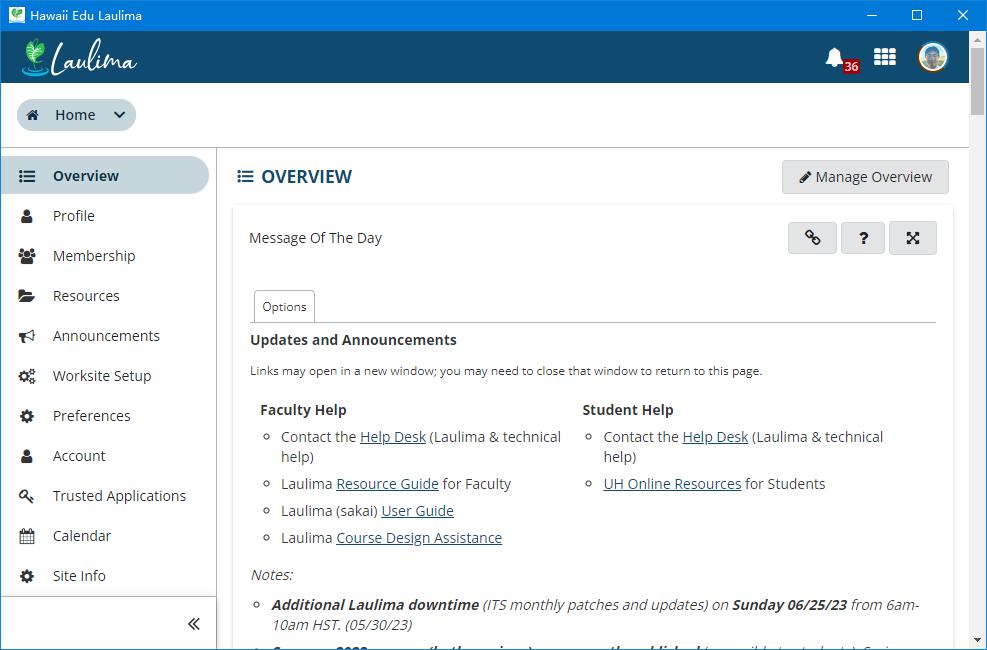 Hawaii Edu Laulima
Laulima
36
Home
Overview
Profile
Membership
Resources
Announcements
Worksite Setup
Preferences
Account
Trusted Applications
Calendar
Site Info
OVERVIEW
Manage Overview
Message Of The Day
?
Options
Updates and Announcements
Links may open in a new window; you may need to close that window to return to this page.
Faculty Help
Contact the Help Desk (Laulima & technical
help)
Laulima Resource Guide for Faculty
Laulima (sakai) User Guide
Laulima Course Design Assistance
Student Help
Contact the Help Desk (Laulima & technical
help)
UH Online Resources for Students
Notes:
Additional Laulima downtime (ITS monthly patches and updates) on Sunday 06/25/23 from 6am-
10am HST. (05/30/23)